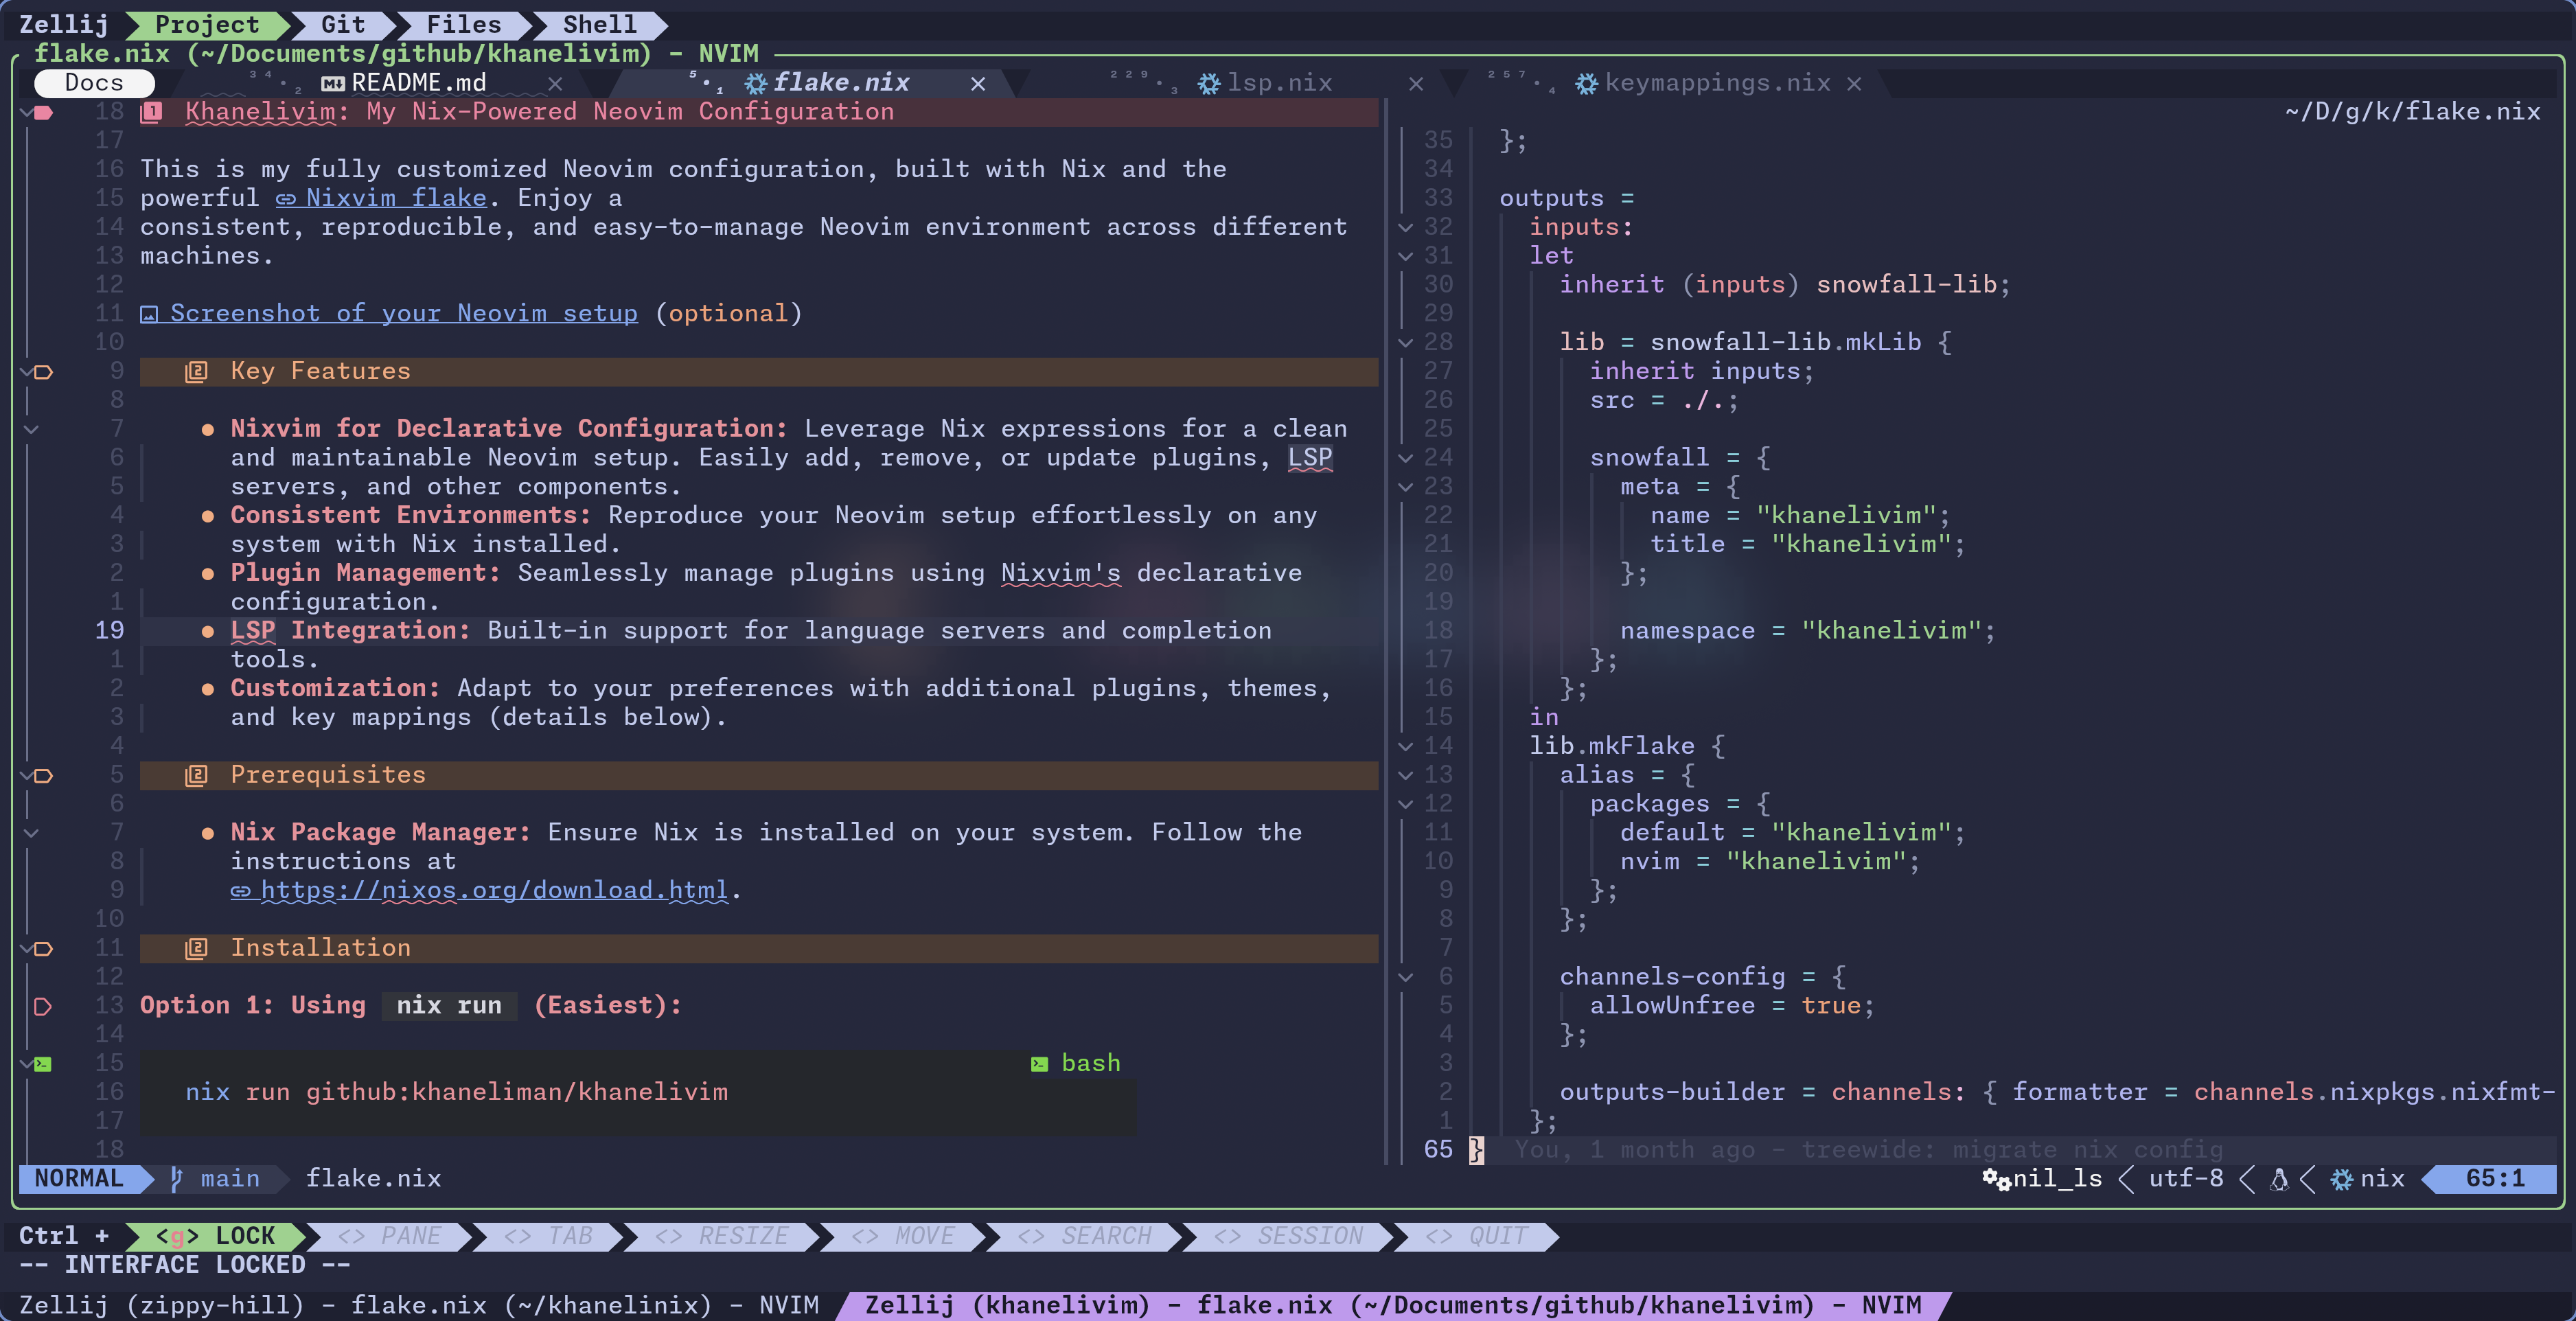 Zellij Project Git Files Shell
flake.nix (~/Documents/github/khanelivim) - NVIM
Docs 34 2 README.md × 5 1 flake.nix × 229 3 lsp.nix × 257 4 keymappings.nix ×
18 1 Khanelivim: My Nix-Powered Neovim Configuration
17
16 This is my fully customized Neovim configuration, built with Nix and the
15 powerful Nixvim flake. Enjoy a
14 consistent, reproducible, and easy-to-manage Neovim environment across different
13 machines.
12
11 Screenshot of your Neovim setup (optional)
10
9 2 Key Features
8
7 ● Nixvim for Declarative Configuration: Leverage Nix expressions for a clean
6 and maintainable Neovim setup. Easily add, remove, or update plugins, LSP
5 servers, and other components.
4 ● Consistent Environments: Reproduce your Neovim setup effortlessly on any
3 system with Nix installed.
2 ● Plugin Management: Seamlessly manage plugins using Nixvim's declarative
1 configuration.
19 ● LSP Integration: Built-in support for language servers and completion
1 tools.
2 ● Customization: Adapt to your preferences with additional plugins, themes,
3 and key mappings (details below).
4
5 2 Prerequisites
6
7 ● Nix Package Manager: Ensure Nix is installed on your system. Follow the
8 instructions at
9 https://nixos.org/download.html.
10
11 2 Installation
12
13 Option 1: Using nix run (Easiest):
14
15 bash
16 nix run github:khaneliman/khanelivim
17
18
~/D/g/k/flake.nix
35 };
34
33 outputs =
32 inputs:
31 let
30 inherit (inputs) snowfall-lib;
29
28 lib = snowfall-lib.mkLib {
27 inherit inputs;
26 src = ./.;
25
24 snowfall = {
23 meta = {
22 name = "khanelivim";
21 title = "khanelivim";
20 };
19
18 namespace = "khanelivim";
17 };
16 };
15 in
14 lib.mkFlake {
13 alias = {
12 packages = {
11 default = "khanelivim";
10 nvim = "khanelivim";
9 };
8 };
7
6 channels-config = {
5 allowUnfree = true;
4 };
3
2 outputs-builder = channels: { formatter = channels.nixpkgs.nixfmt-
1 };
65 } You, 1 month ago - treewide: migrate nix config
NORMAL main flake.nix nil_ls utf-8 nix 65:1
Ctrl + <g> LOCK <> PANE <> TAB <> RESIZE <> MOVE <> SEARCH <> SESSION <> QUIT
-- INTERFACE LOCKED --
Zellij (zippy-hill) - flake.nix (~/khanelinix) - NVIM Zellij (khanelivim) - flake.nix (~/Documents/github/khanelivim) - NVIM